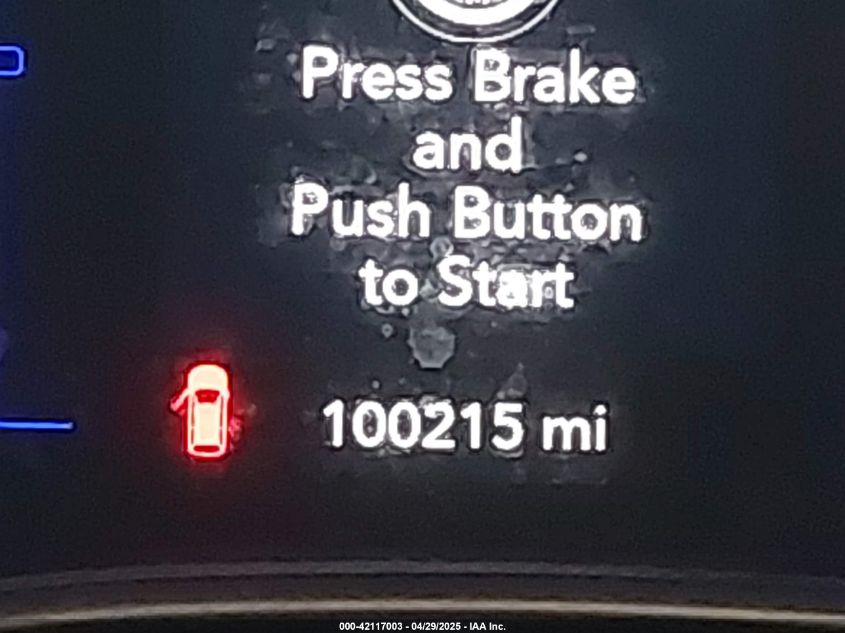 Press Brake
and
Push Button
to Start
100215 mi
000-42117003 - 04/29/2025 - IAA Inc.